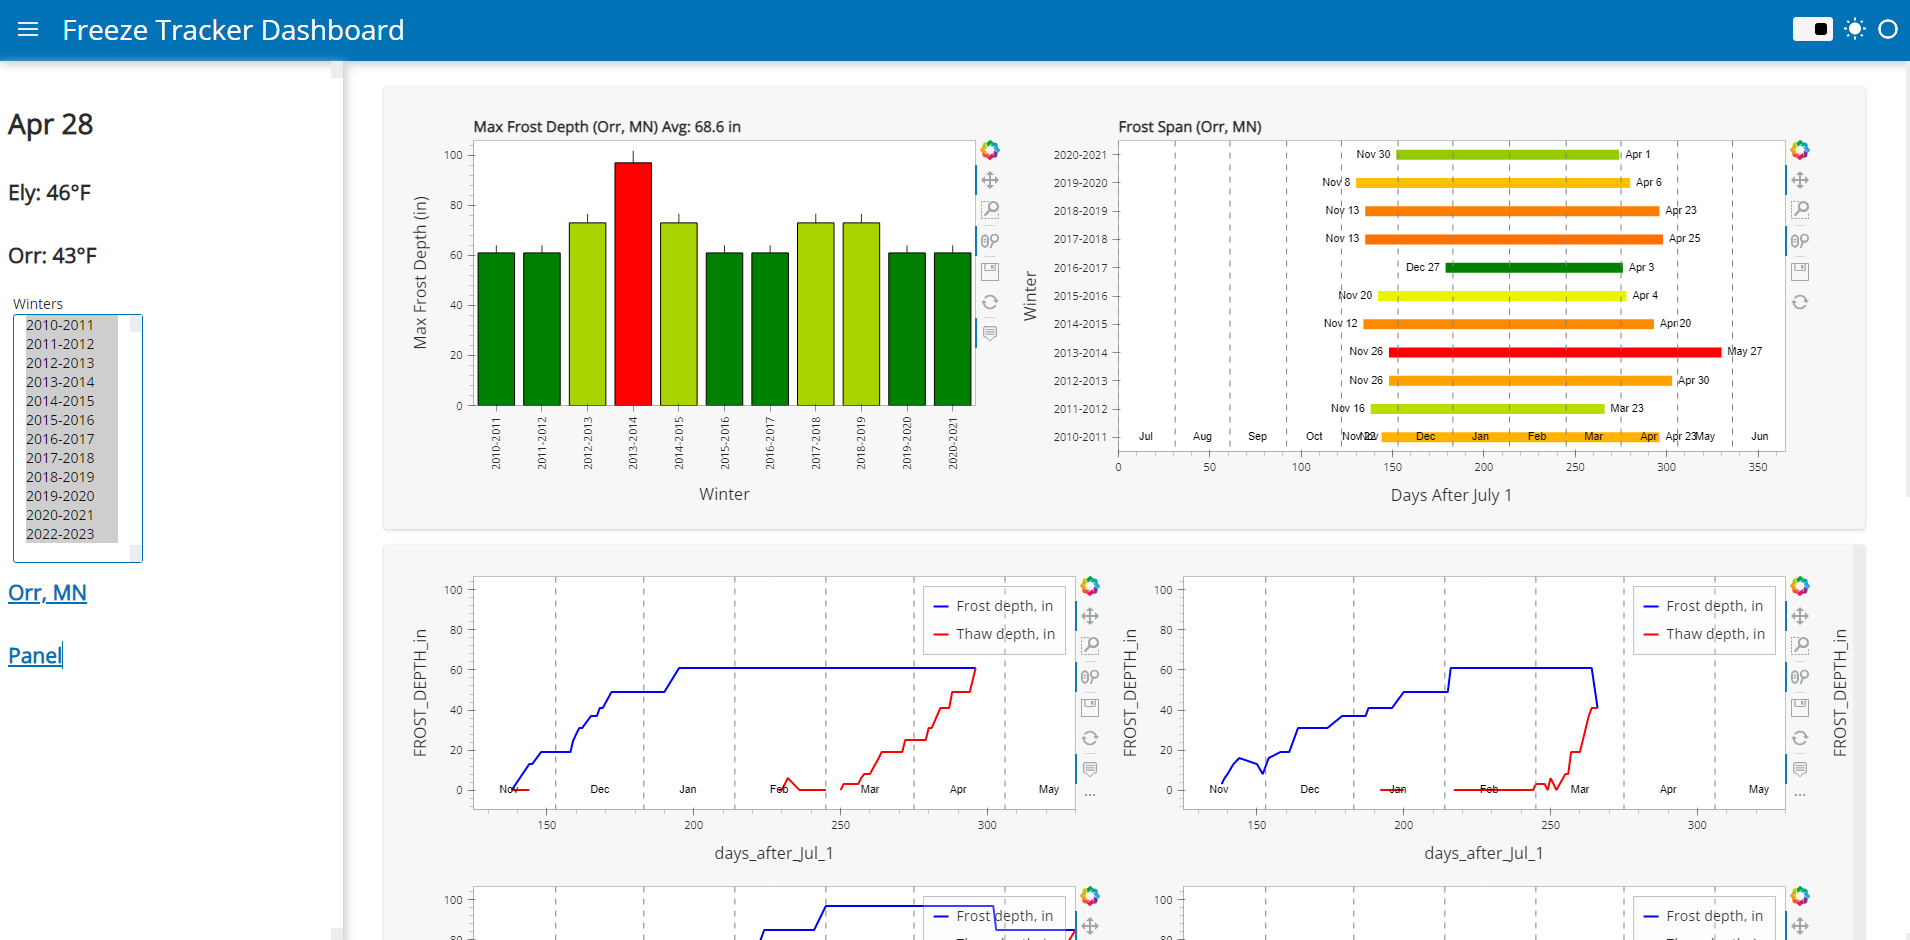 Freeze Tracker Dashboard
Apr 28
Ely: 46°F
Orr: 43°F
Winters
2010-2011
2011-2012
2012-2013
2013-2014
2014-2015
2015-2016
2016-2017
2017-2018
2018-2019
2019-2020
2020-2021
2022-2023
Orr, MN
Panel
Max Frost Depth (Orr, MN) Avg: 68.6 in
Max Frost Depth (in)
100
80
60
40
20
0
2010-2011
2011-2012
2012-2013
2013-2014
2014-2015
2015-2016
2016-2017
2017-2018
2018-2019
2019-2020
2020-2021
Winter
Frost Span (Orr, MN)
Winter
2020-2021 Nov 30 Apr 1
2019-2020 Nov 8 Apr 6
2018-2019 Nov 13 Apr 23
2017-2018 Nov 13 Apr 25
2016-2017 Dec 27 Apr 3
2015-2016 Nov 20 Apr 4
2014-2015 Nov 12 Apr 20
2013-2014 Nov 26 May 27
2012-2013 Nov 26 Apr 30
2011-2012 Nov 16 Mar 23
2010-2011 Jul Aug Sep Oct Nov 22 Nov Dec Jan Feb Mar Apr Apr 23 May Jun
0 50 100 150 200 250 300 350
Days After July 1
FROST_DEPTH_in
100
80
60
40
20
0
Frost depth, in
Thaw depth, in
Nov Dec Jan Feb Mar Apr May
150 200 250 300
days_after_Jul_1
FROST_DEPTH_in
100
80
60
40
20
0
Frost depth, in
Thaw depth, in
Nov Dec Jan Feb Mar Apr May
150 200 250 300
days_after_Jul_1
FROST_DEPTH_in
100
80
Frost depth, in
100
Frost depth, in